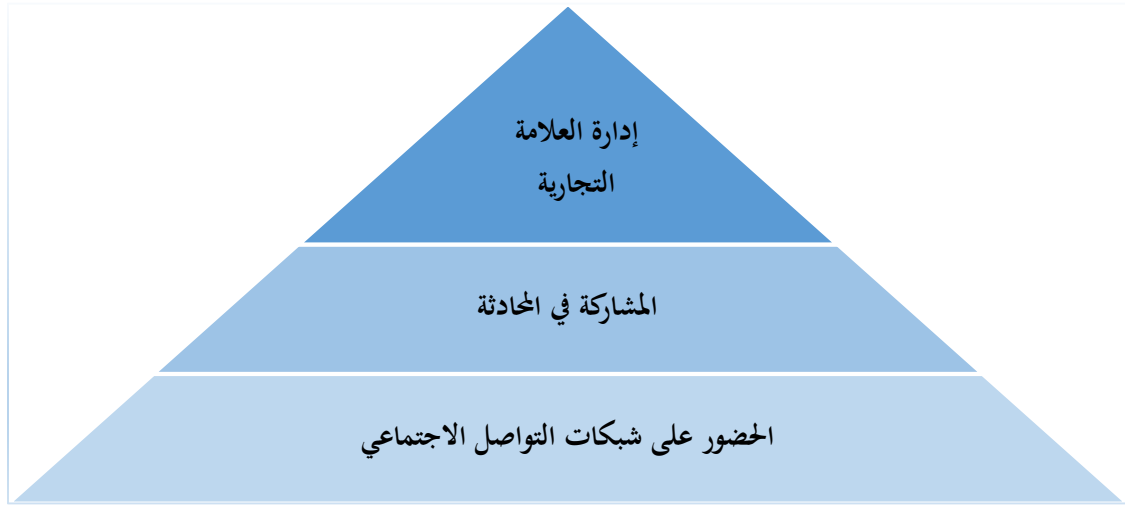 إدارة العلامة
التجارية
المشاركة في المحادثة
الحضور على شبكات التواصل الاجتماعي